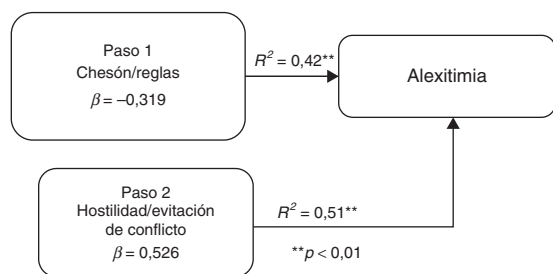 Paso 1
Chesón/reglas
β = –0,319
R² = 0,42**
Alexitimia
Paso 2
Hostilidad/evitación
de conflicto
β = 0,526
R² = 0,51**
**p < 0,01